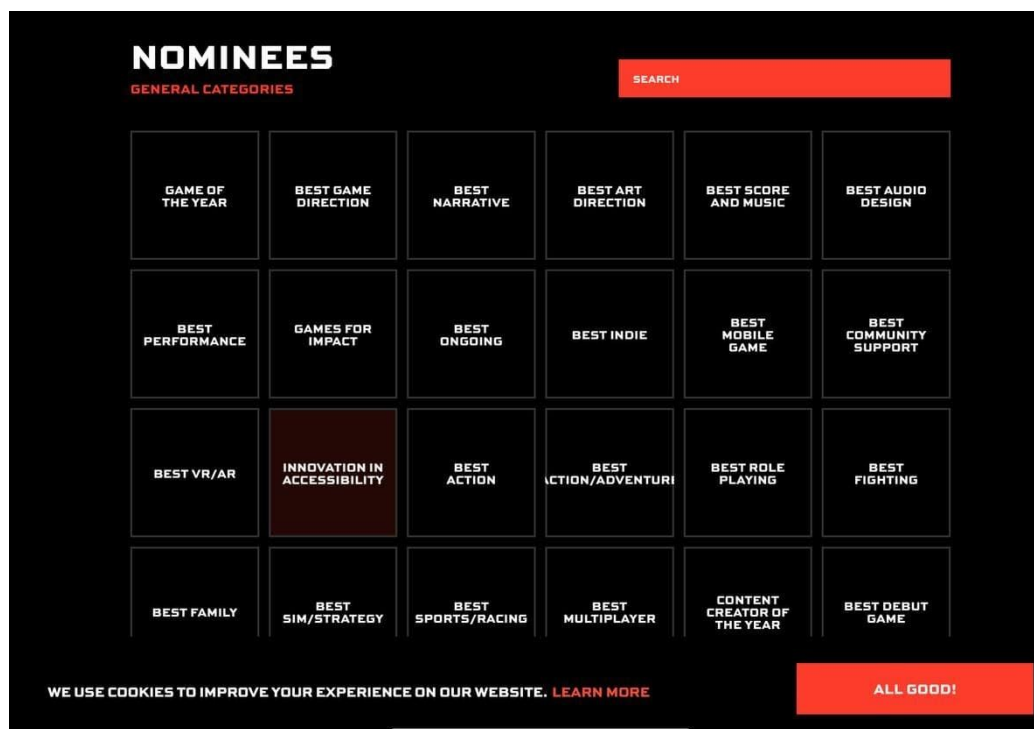 NOMINEES
GENERAL CATEGORIES
SEARCH
GAME OF
THE YEAR
BEST GAME
DIRECTION
BEST
NARRATIVE
BEST ART
DIRECTION
BEST SCORE
AND MUSIC
BEST AUDIO
DESIGN
BEST
PERFORMANCE
GAMES FOR
IMPACT
BEST
ONGOING
BEST INDIE
BEST
MOBILE
GAME
BEST
COMMUNITY
SUPPORT
BEST VR/AR
INNOVATION IN
ACCESSIBILITY
BEST
ACTION
BEST
ACTION/ADVENTURE
BEST ROLE
PLAYING
BEST
FIGHTING
BEST FAMILY
BEST
SIM/STRATEGY
BEST
SPORTS/RACING
BEST
MULTIPLAYER
CONTENT
CREATOR OF
THE YEAR
BEST DEBUT
GAME
WE USE COOKIES TO IMPROVE YOUR EXPERIENCE ON OUR WEBSITE. LEARN MORE
ALL GOOD!